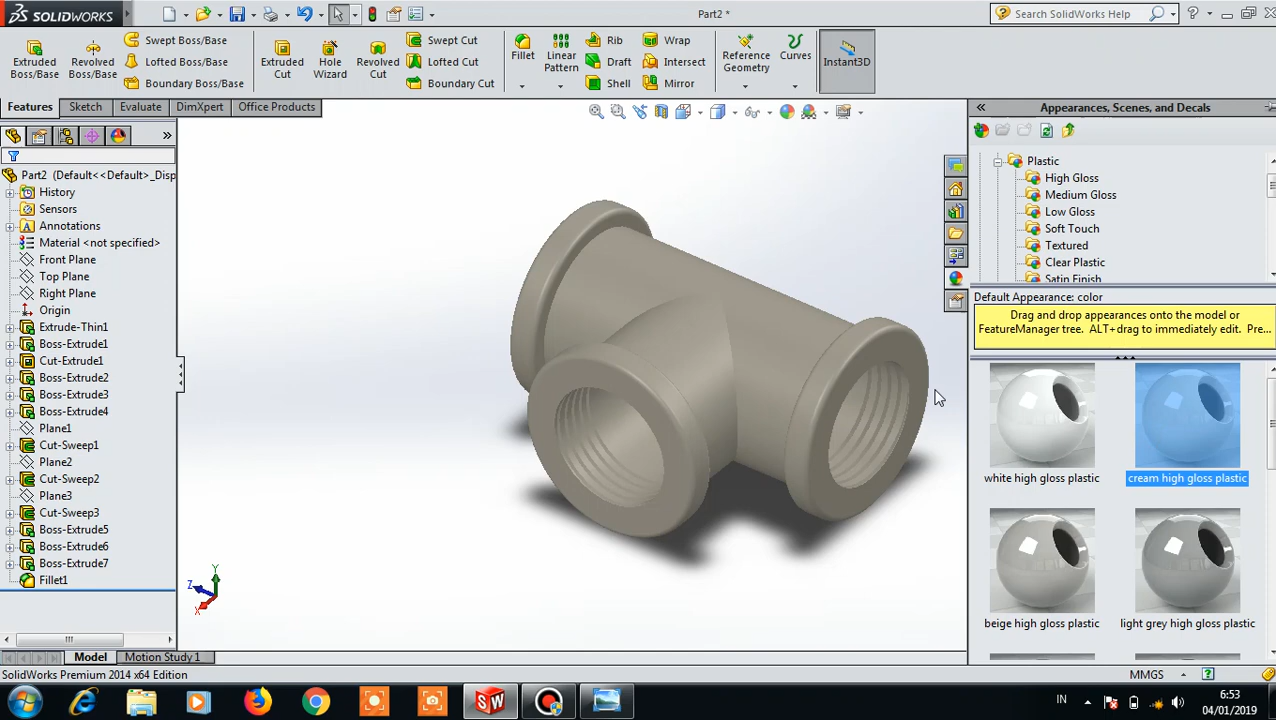 SOLIDWORKS
Part2 *
Search SolidWorks Help
Extruded Boss/Base
Revolved Boss/Base
Swept Boss/Base
Lofted Boss/Base
Boundary Boss/Base
Extruded Cut
Hole Wizard
Revolved Cut
Swept Cut
Lofted Cut
Boundary Cut
Fillet
Linear Pattern
Rib
Draft
Shell
Wrap
Intersect
Mirror
Reference Geometry
Curves
Instant3D
Features
Sketch
Evaluate
DimXpert
Office Products
Part2 (Default<<Default>_Disp
History
Sensors
Annotations
Material <not specified>
Front Plane
Top Plane
Right Plane
Origin
Extrude-Thin1
Boss-Extrude1
Cut-Extrude1
Boss-Extrude2
Boss-Extrude3
Boss-Extrude4
Plane1
Cut-Sweep1
Plane2
Cut-Sweep2
Plane3
Cut-Sweep3
Boss-Extrude5
Boss-Extrude6
Boss-Extrude7
Fillet1
Y
Z
X
Appearances, Scenes, and Decals
Plastic
High Gloss
Medium Gloss
Low Gloss
Soft Touch
Textured
Clear Plastic
Satin Finish
Default Appearance: color
Drag and drop appearances onto the model or
FeatureManager tree. ALT+drag to immediately edit. Pre...
white high gloss plastic
cream high gloss plastic
beige high gloss plastic
light grey high gloss plastic
Model
Motion Study 1
SolidWorks Premium 2014 x64 Edition
MMGS
IN
6:53
04/01/2019